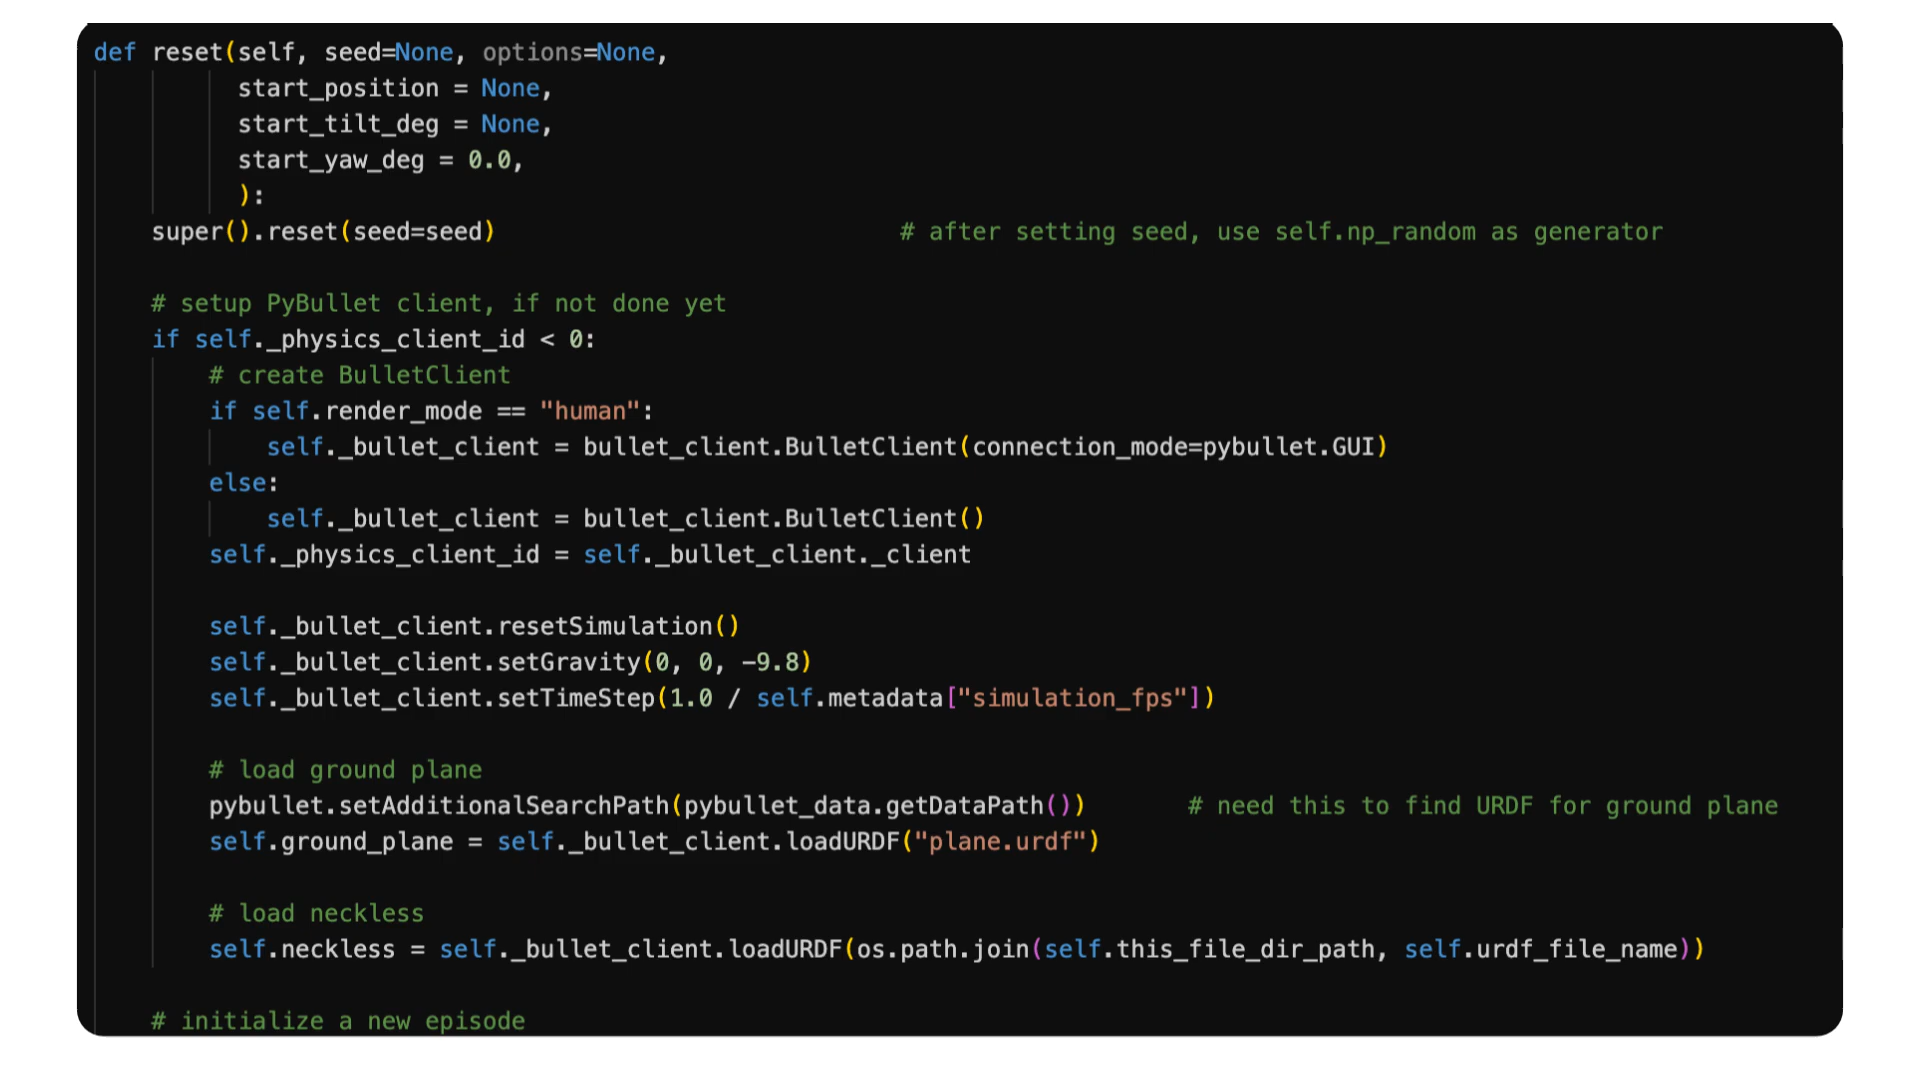 def reset(self, seed=None, options=None,
start_position = None,
start_tilt_deg = None,
start_yaw_deg = 0.0,
):
super().reset(seed=seed) # after setting seed, use self.np_random as generator
# setup PyBullet client, if not done yet
if self._physics_client_id < 0:
# create BulletClient
if self.render_mode == "human":
self._bullet_client = bullet_client.BulletClient(connection_mode=pybullet.GUI)
else:
self._bullet_client = bullet_client.BulletClient()
self._physics_client_id = self._bullet_client._client
self._bullet_client.resetSimulation()
self._bullet_client.setGravity(0, 0, -9.8)
self._bullet_client.setTimeStep(1.0 / self.metadata["simulation_fps"])
# load ground plane
pybullet.setAdditionalSearchPath(pybullet_data.getDataPath()) # need this to find URDF for ground plane
self.ground_plane = self._bullet_client.loadURDF("plane.urdf")
# load neckless
self.neckless = self._bullet_client.loadURDF(os.path.join(self.this_file_dir_path, self.urdf_file_name))
# initialize a new episode